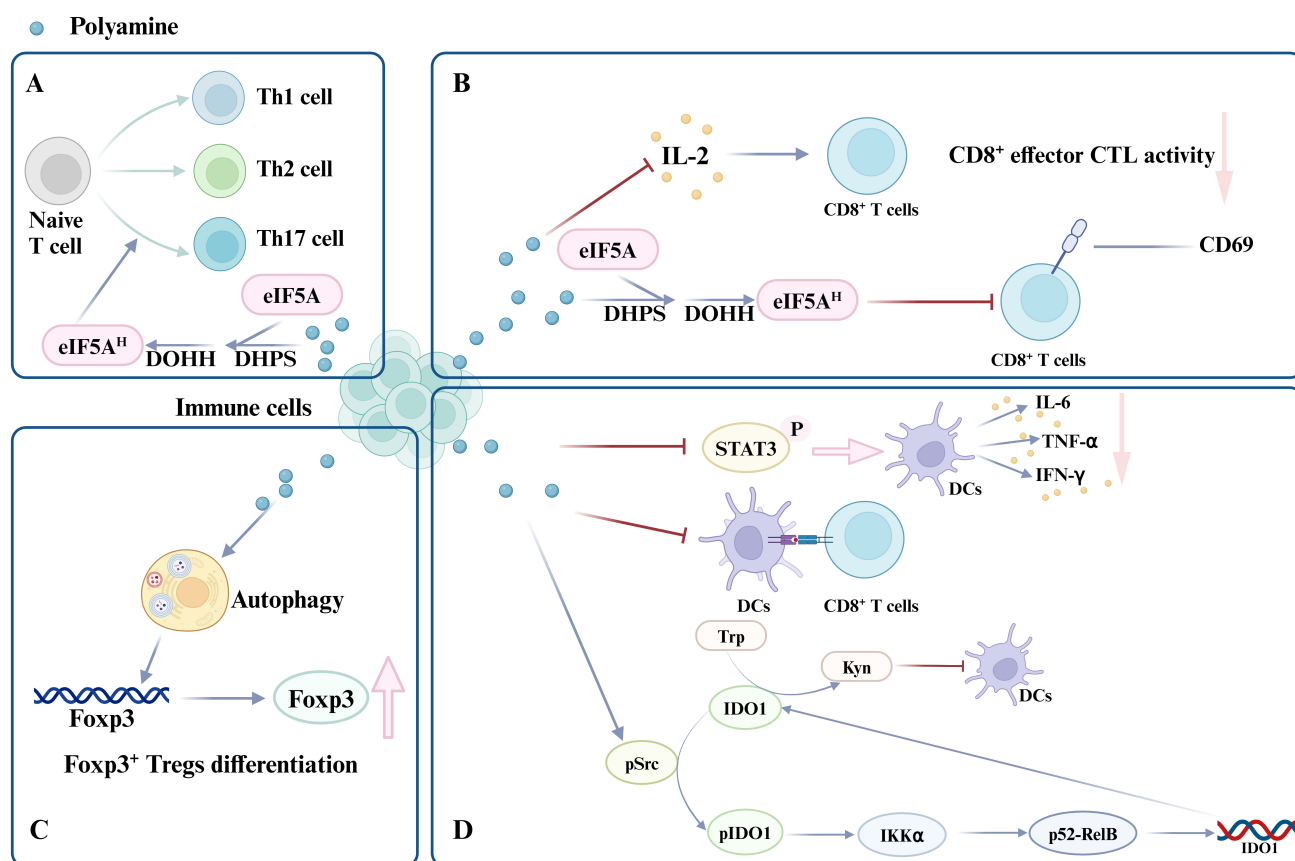 Polyamine
A
Th1 cell
Th2 cell
Th17 cell
Naive
T cell
eIF5A
eIF5Aᴴ
DOHH
DHPS
Immune cells
B
IL-2
CD8⁺ T cells
CD8⁺ effector CTL activity
eIF5A
DHPS
DOHH
eIF5Aᴴ
CD69
CD8⁺ T cells
Autophagy
Foxp3
Foxp3
Foxp3⁺ Tregs differentiation
C
STAT3
P
DCs
IL-6
TNF-α
IFN-γ
DCs
CD8⁺ T cells
Trp
Kyn
DCs
IDO1
pSrc
pIDO1
IKKα
p52-RelB
IDO1
D